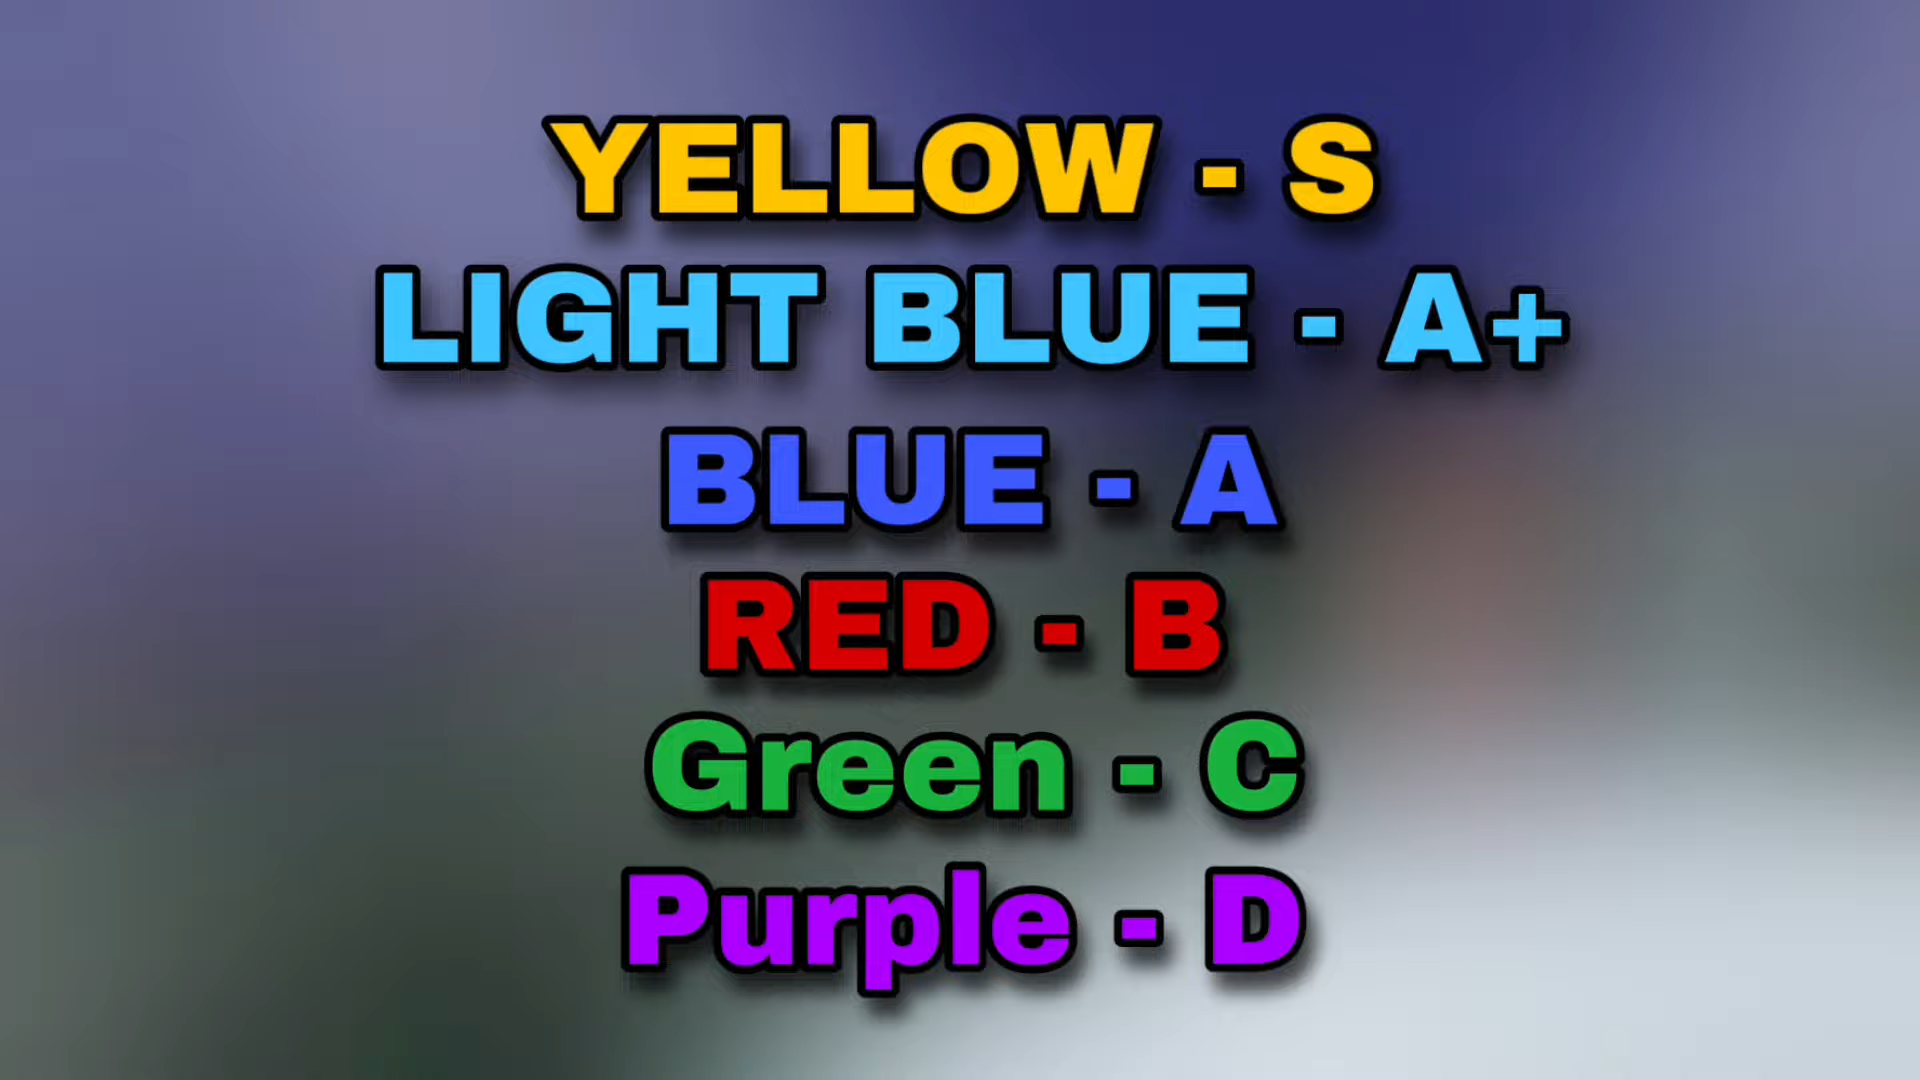 YELLOW - S
LIGHT BLUE - A+
BLUE - A
RED - B
Green - C
Purple - D